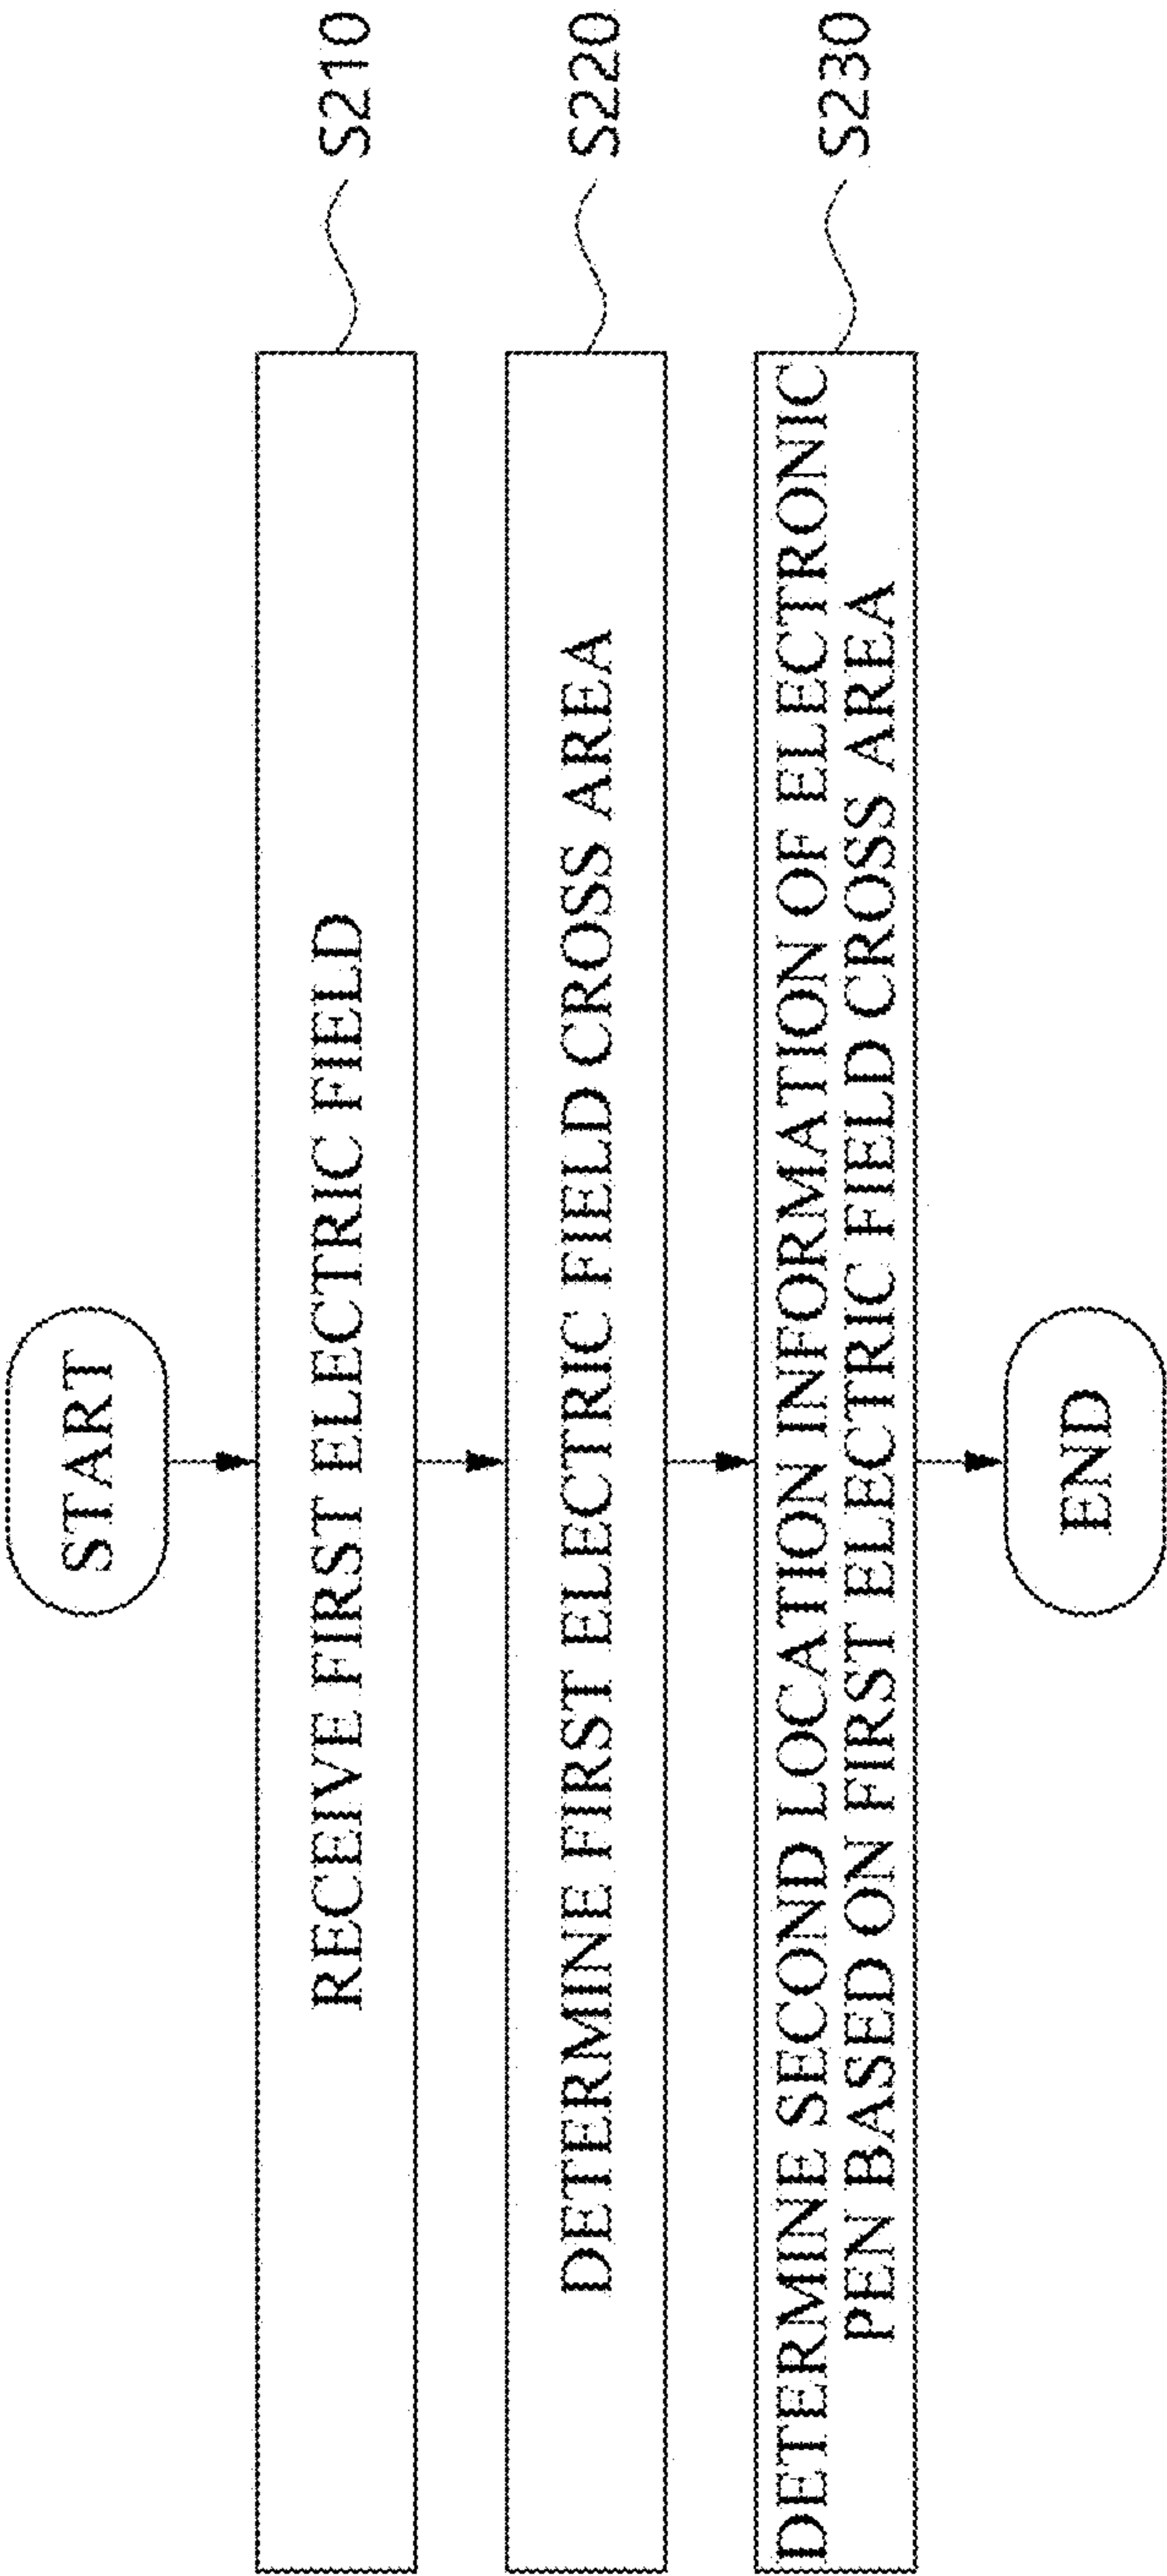 START
RECEIVE FIRST ELECTRIC FIELD
S210
DETERMINE FIRST ELECTRIC FIELD CROSS AREA
S220
DETERMINE SECOND LOCATION INFORMATION OF ELECTRONIC
PEN BASED ON FIRST ELECTRIC FIELD CROSS AREA
S230
END